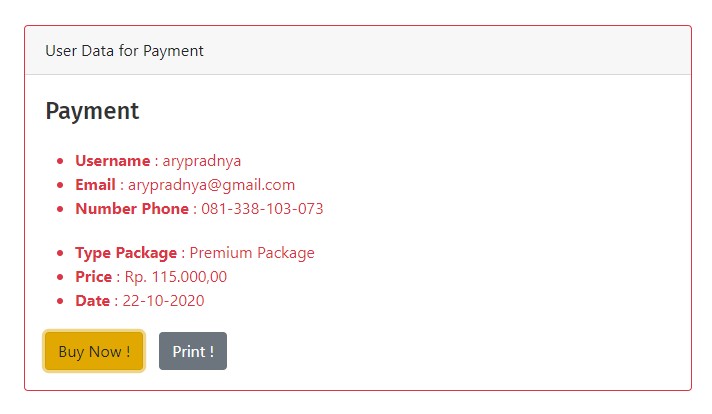 User Data for Payment
Payment
Username : arypradnya
Email : arypradnya@gmail.com
Number Phone : 081-338-103-073
Type Package : Premium Package
Price : Rp. 115.000,00
Date : 22-10-2020
Buy Now ! Print !